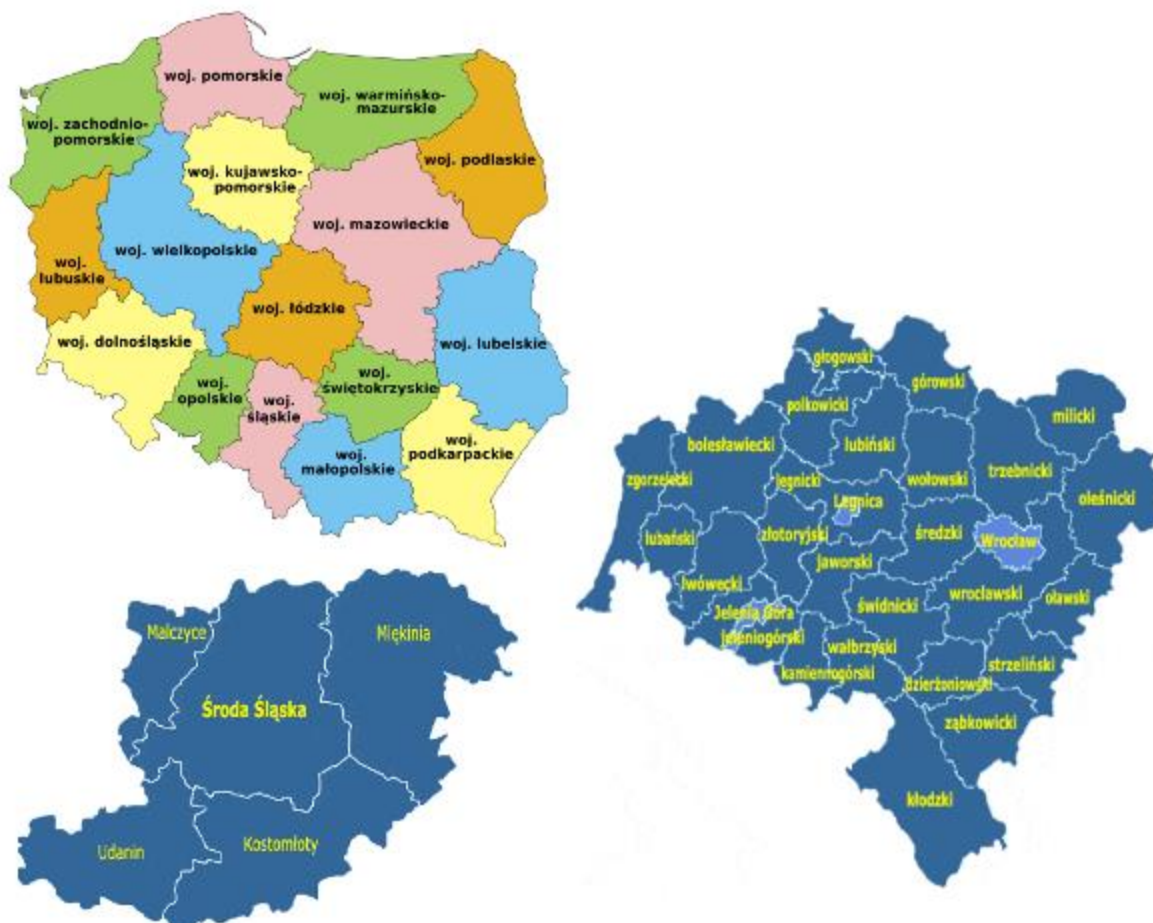 woj. pomorskie
woj. warmińsko-
mazurskie
woj. zachodnio-
pomorskie
woj. podlaskie
woj. kujawsko-
pomorskie
woj. mazowieckie
woj. wielkopolskie
woj.
lubuskie
woj. łódzkie
woj. dolnośląskie
woj. lubelskie
woj.
opolskie
woj.
świętokrzyskie
woj.
śląskie
woj.
małopolskie
woj.
podkarpackie
głogowski
górowski
polkowicki
milicki
bolesławiecki
lubiński
trzebnicki
zgorzelecki
legnicki
wołowski
oleśnicki
Legnica
lubański
złotoryjski
średzki
Wrocław
jaworski
lwówecki
wrocławski
oławski
świdnicki
Jelenia Góra
jeleniogórski
wałbrzyski
kamiennogórski
strzeliński
dzierżoniowski
ząbkowicki
kłodzki
Malczyce
Miękinia
Środa Śląska
Udanin
Kostomłoty